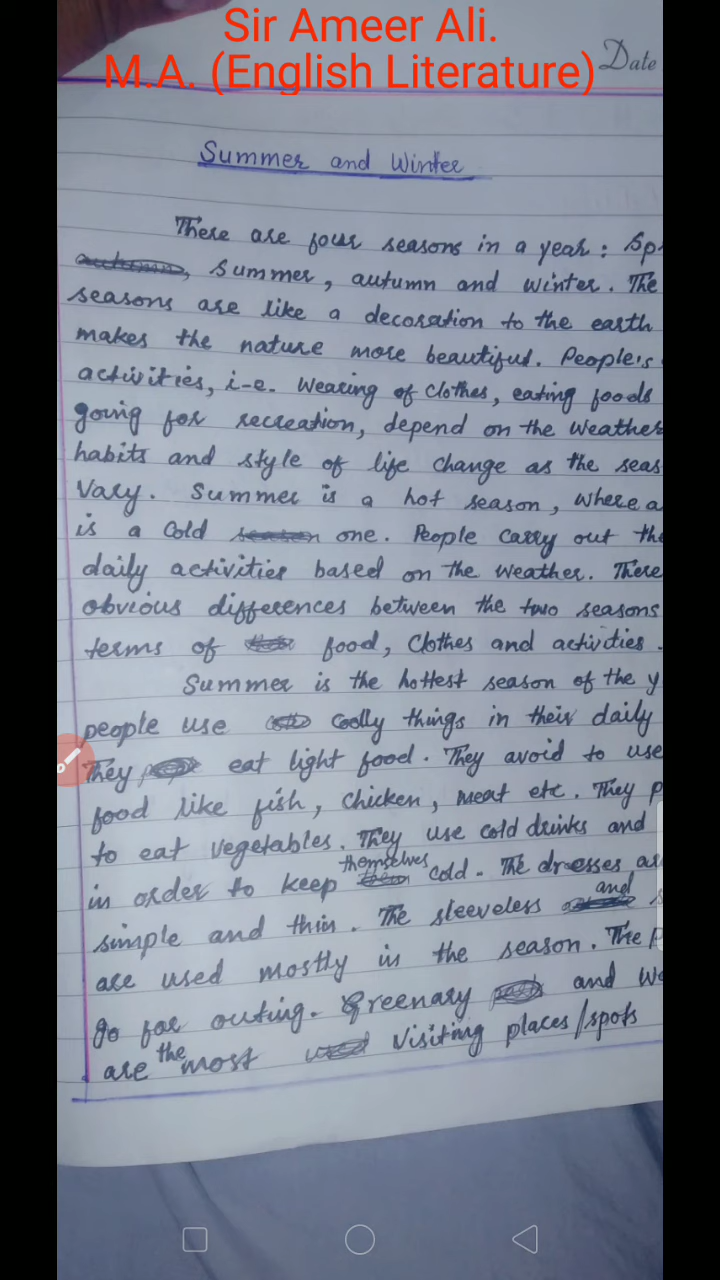 Sir Ameer Ali.
M.A. (English Literature)
Date
Summer and Winter
There are four seasons in a year : Sp
, summer, autumn and winter. The
seasons are like a decoration to the earth
makes the nature more beautiful. People's
activities, i-e. wearing of clothes, eating foods
going for recreation, depend on the weather
habits and style of life change as the seas
vary. Summer is a hot season, where a
is a cold season one. People carry out the
daily activities based on the weather. There
obvious differences between the two seasons
terms of food, clothes and activities.
Summer is the hottest season of the y
people use coolly things in their daily
They eat light food. They avoid to use
food like fish, chicken, meat etc. They p
to eat vegetables. They use cold drinks and
in order to keep themselves cold. The dresses are
simple and thin. The sleeveless and s
are used mostly in the season. The p
go for outing. Greenary and we
are the most visiting places/spots